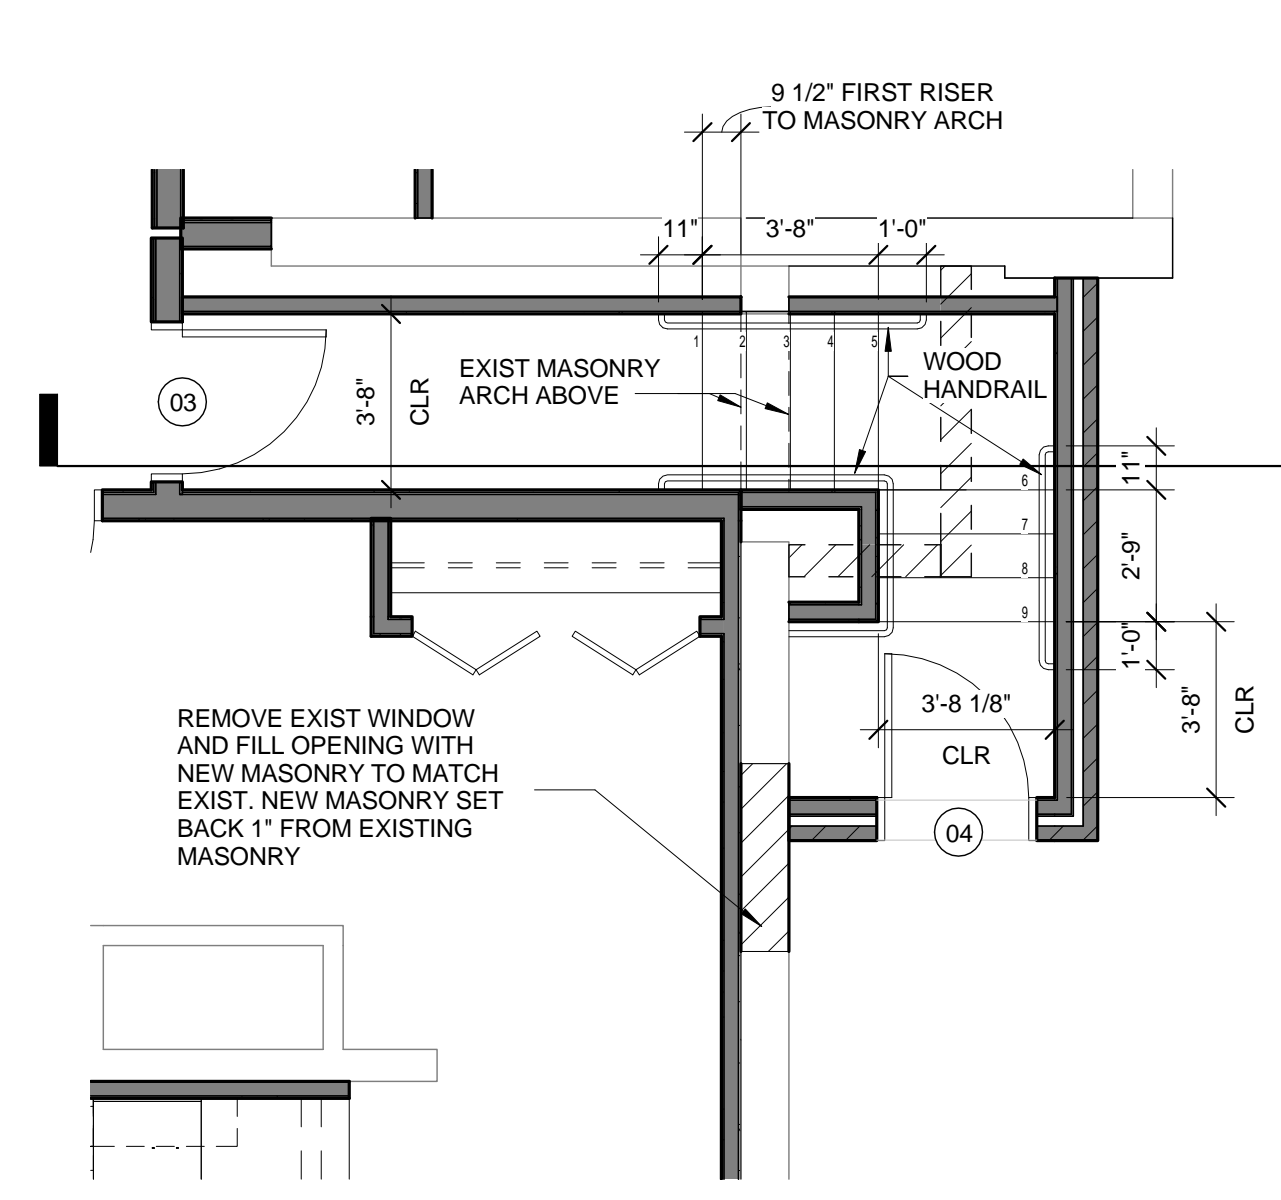 9 1/2" FIRST RISER
TO MASONRY ARCH
11"
3'-8"
1'-0"
1
2
3
4
5
EXIST MASONRY
ARCH ABOVE
WOOD
HANDRAIL
3'-8"
CLR
03
6
7
8
9
11"
2'-9"
1'-0"
3'-8"
CLR
3'-8 1/8"
CLR
04
REMOVE EXIST WINDOW
AND FILL OPENING WITH
NEW MASONRY TO MATCH
EXIST. NEW MASONRY SET
BACK 1" FROM EXISTING
MASONRY